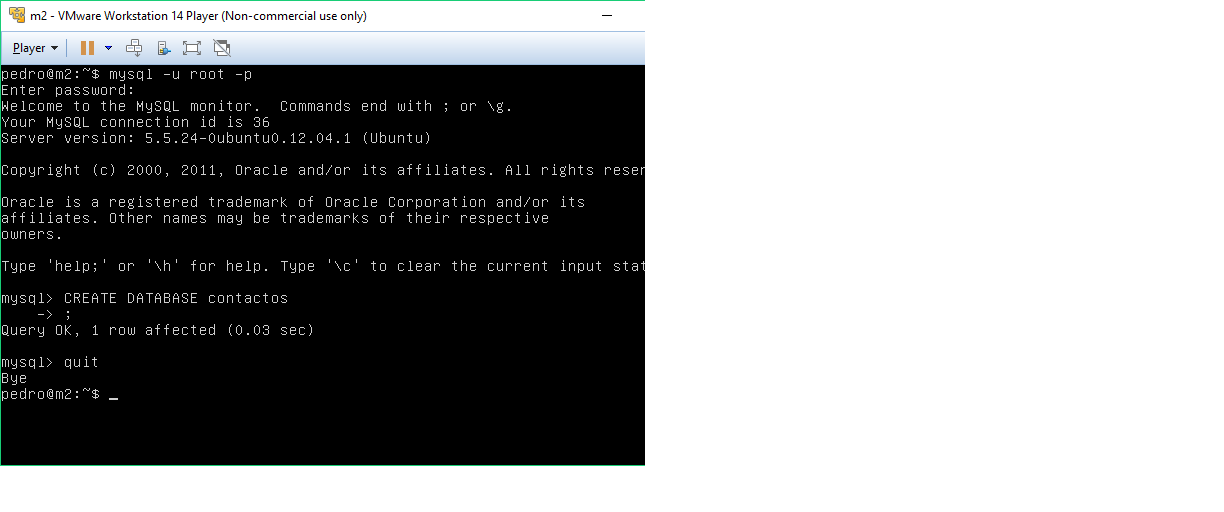 m2 - VMware Workstation 14 Player (Non-commercial use only)
Player
pedro@m2:~$ mysql -u root -p
Enter password:
Welcome to the MySQL monitor.  Commands end with ; or \g.
Your MySQL connection id is 36
Server version: 5.5.24-0ubuntu0.12.04.1 (Ubuntu)
Copyright (c) 2000, 2011, Oracle and/or its affiliates. All rights reser
Oracle is a registered trademark of Oracle Corporation and/or its
affiliates. Other names may be trademarks of their respective
owners.
Type 'help;' or '\h' for help. Type '\c' to clear the current input stat
mysql> CREATE DATABASE contactos
    -> ;
Query OK, 1 row affected (0.03 sec)
mysql> quit
Bye
pedro@m2:~$ _